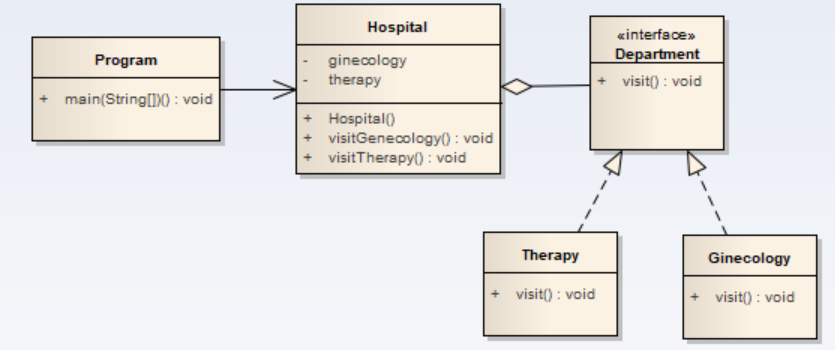 Program
+ main(String[])() : void
Hospital
- ginecology
- therapy
+ Hospital()
+ visitGenecology() : void
+ visitTherapy() : void
«interface»
Department
+ visit() : void
Therapy
+ visit() : void
Ginecology
+ visit() : void